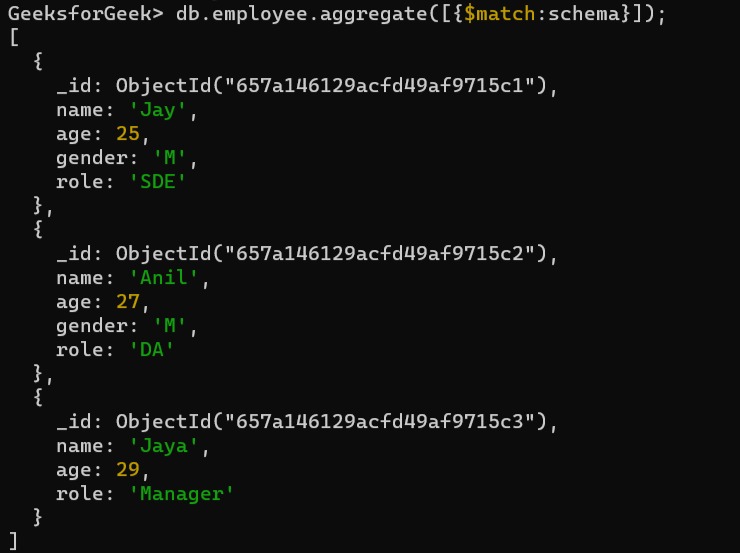 GeeksforGeek> db.employee.aggregate([{$match:schema}]);
[
  {
    _id: ObjectId("657a146129acfd49af9715c1"),
    name: 'Jay',
    age: 25,
    gender: 'M',
    role: 'SDE'
  },
  {
    _id: ObjectId("657a146129acfd49af9715c2"),
    name: 'Anil',
    age: 27,
    gender: 'M',
    role: 'DA'
  },
  {
    _id: ObjectId("657a146129acfd49af9715c3"),
    name: 'Jaya',
    age: 29,
    role: 'Manager'
  }
]